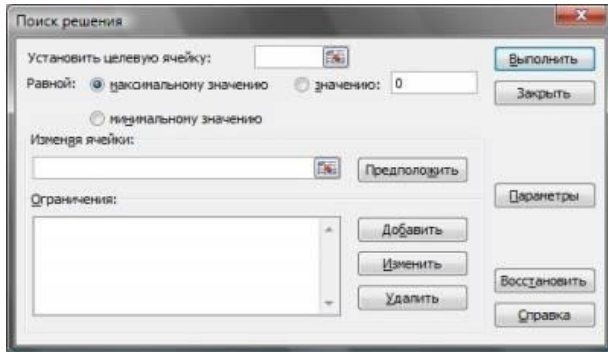 Поиск решения
Установить целевую ячейку:
Выполнить
Равной: максимальному значению значению: 0
Закрыть
минимальному значению
Изменяя ячейки:
Предположить
Ограничения:
Параметры
Добавить
Изменить
Восстановить
Удалить
Справка